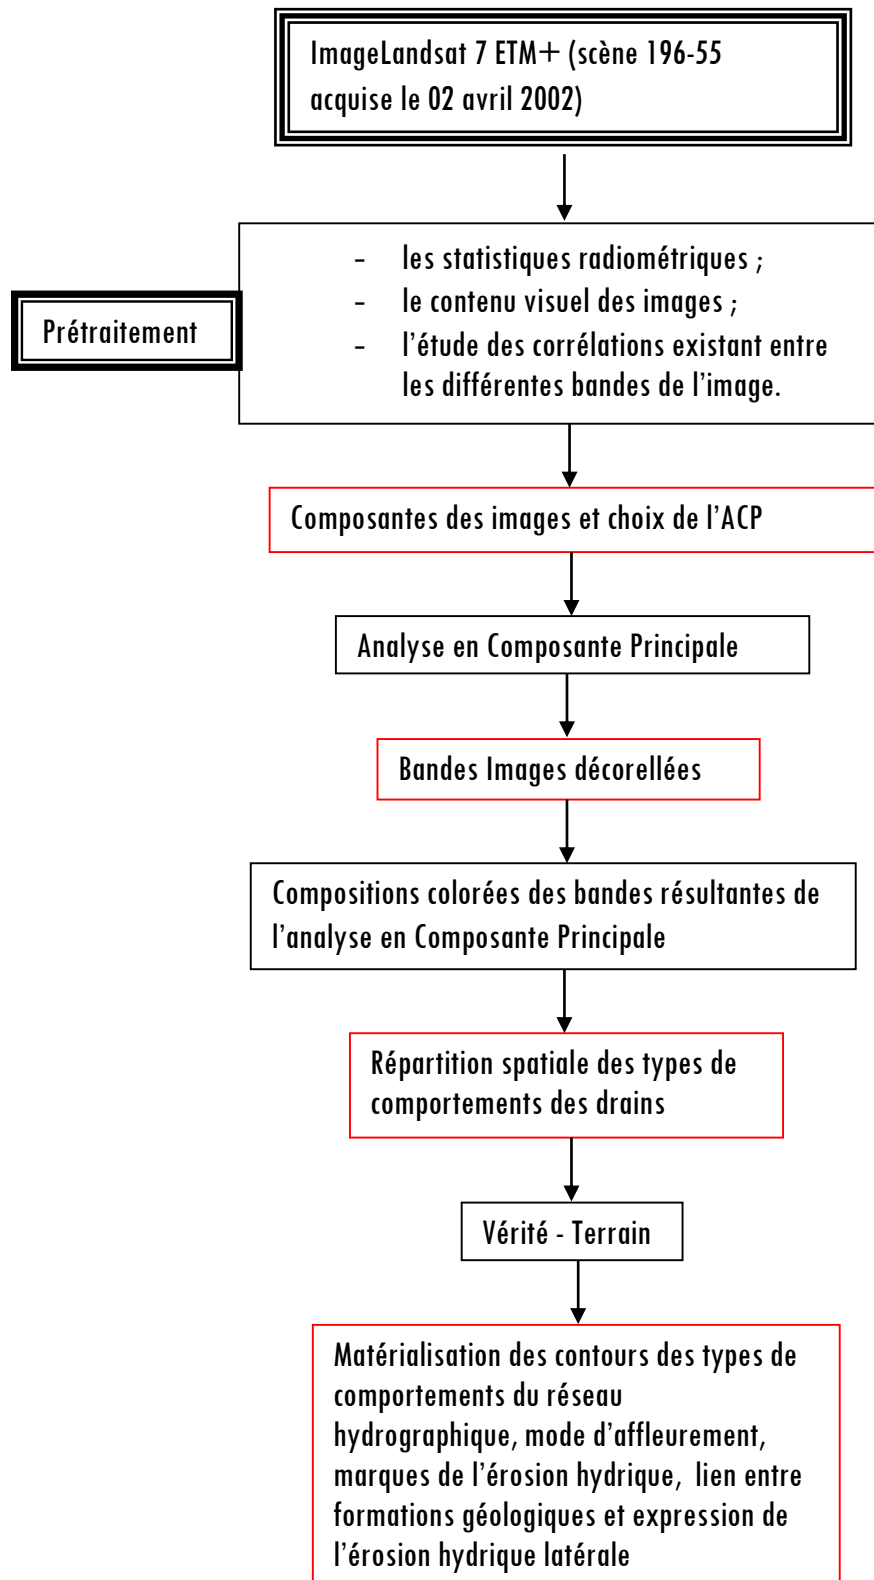 ImageLandsat 7 ETM+ (scène 196-55
acquise le 02 avril 2002)
Prétraitement
- les statistiques radiométriques ;
- le contenu visuel des images ;
- l'étude des corrélations existant entre
les différentes bandes de l'image.
Composantes des images et choix de l'ACP
Analyse en Composante Principale
Bandes Images décorellées
Compositions colorées des bandes résultantes de
l'analyse en Composante Principale
Répartition spatiale des types de
comportements des drains
Vérité - Terrain
Matérialisation des contours des types de
comportements du réseau
hydrographique, mode d'affleurement,
marques de l'érosion hydrique, lien entre
formations géologiques et expression de
l'érosion hydrique latérale